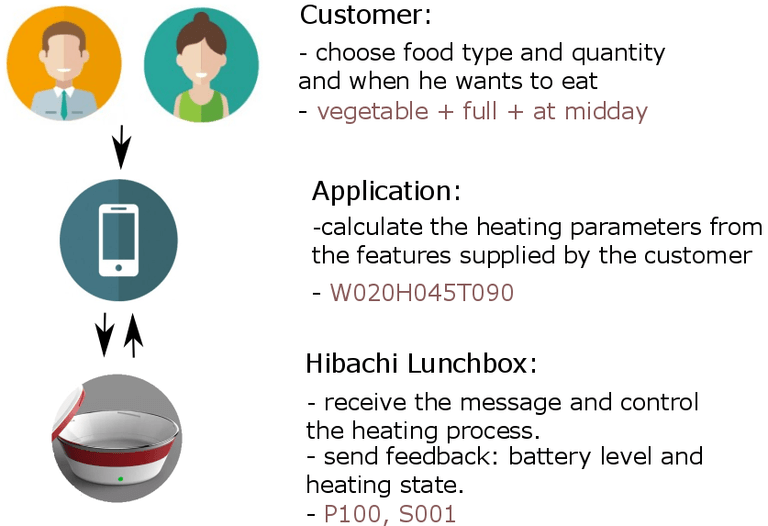 Customer:
- choose food type and quantity
and when he wants to eat
- vegetable + full + at midday
Application:
-calculate the heating parameters from
the features supplied by the customer
- W020H045T090
Hibachi Lunchbox:
- receive the message and control
the heating process.
- send feedback: battery level and
heating state.
- P100, S001